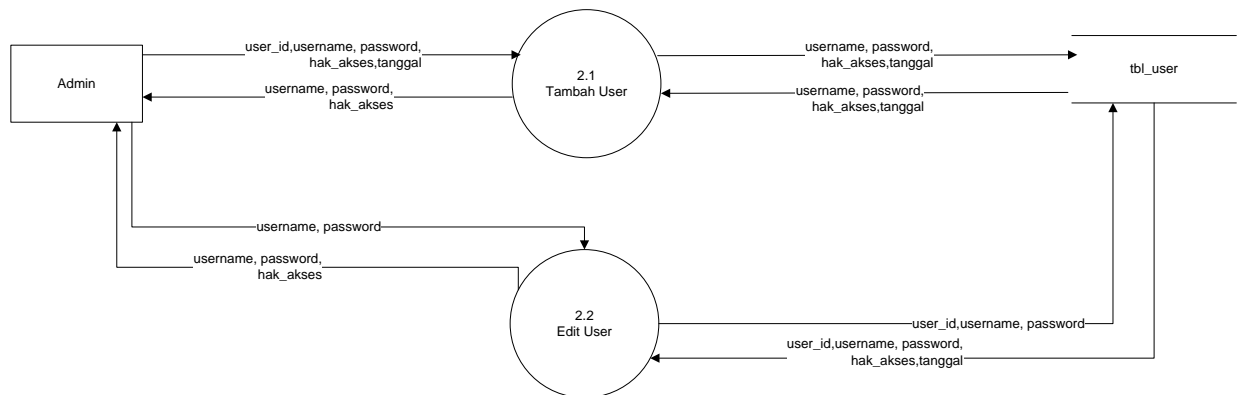 Admin
user_id,username, password,
hak_akses,tanggal
username, password,
hak_akses
2.1
Tambah User
username, password,
hak_akses,tanggal
username, password,
hak_akses,tanggal
tbl_user
username, password
username, password,
hak_akses
2.2
Edit User
user_id,username, password
user_id,username, password,
hak_akses,tanggal